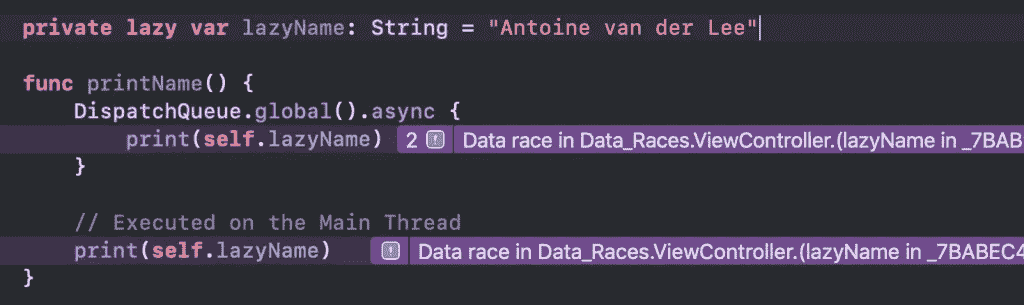 private lazy var lazyName: String = "Antoine van der Lee"
func printName() {
DispatchQueue.global().async {
print(self.lazyName) 2 Data race in Data_Races.ViewController.(lazyName in _7BAB
}
// Executed on the Main Thread
print(self.lazyName) Data race in Data_Races.ViewController.(lazyName in _7BABEC4
}